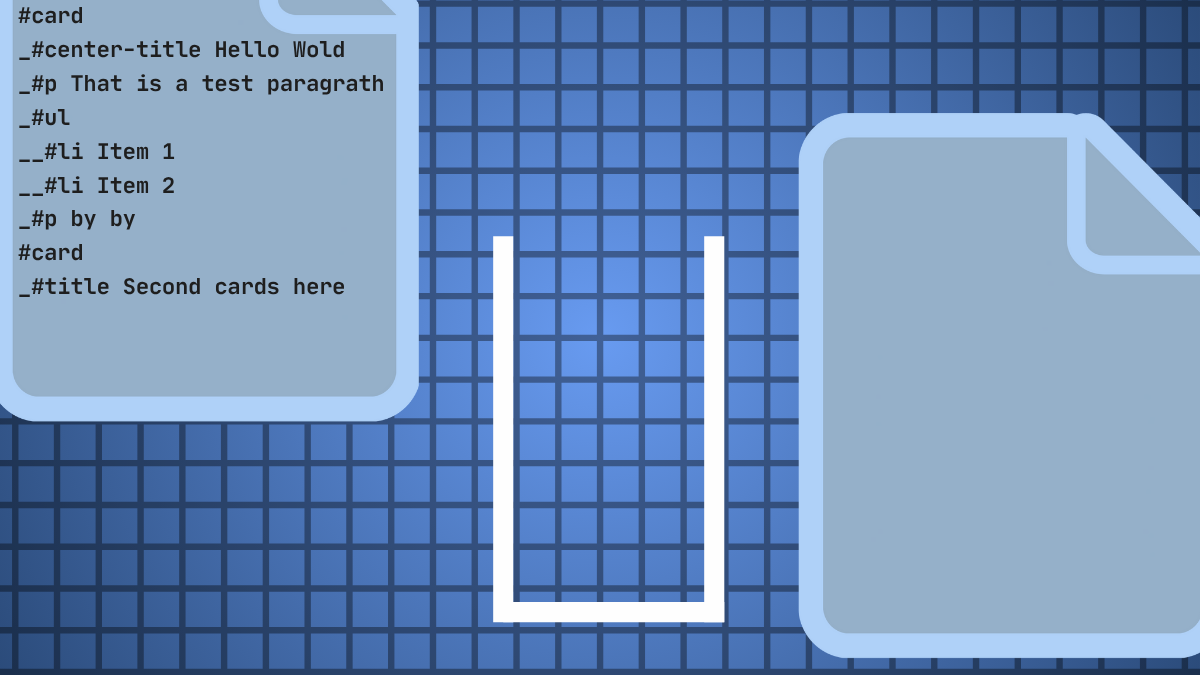 #card
_#center-title Hello Wold
_#p That is a test paragrath
_#ul
__#li Item 1
__#li Item 2
_#p by by
#card
_#title Second cards here